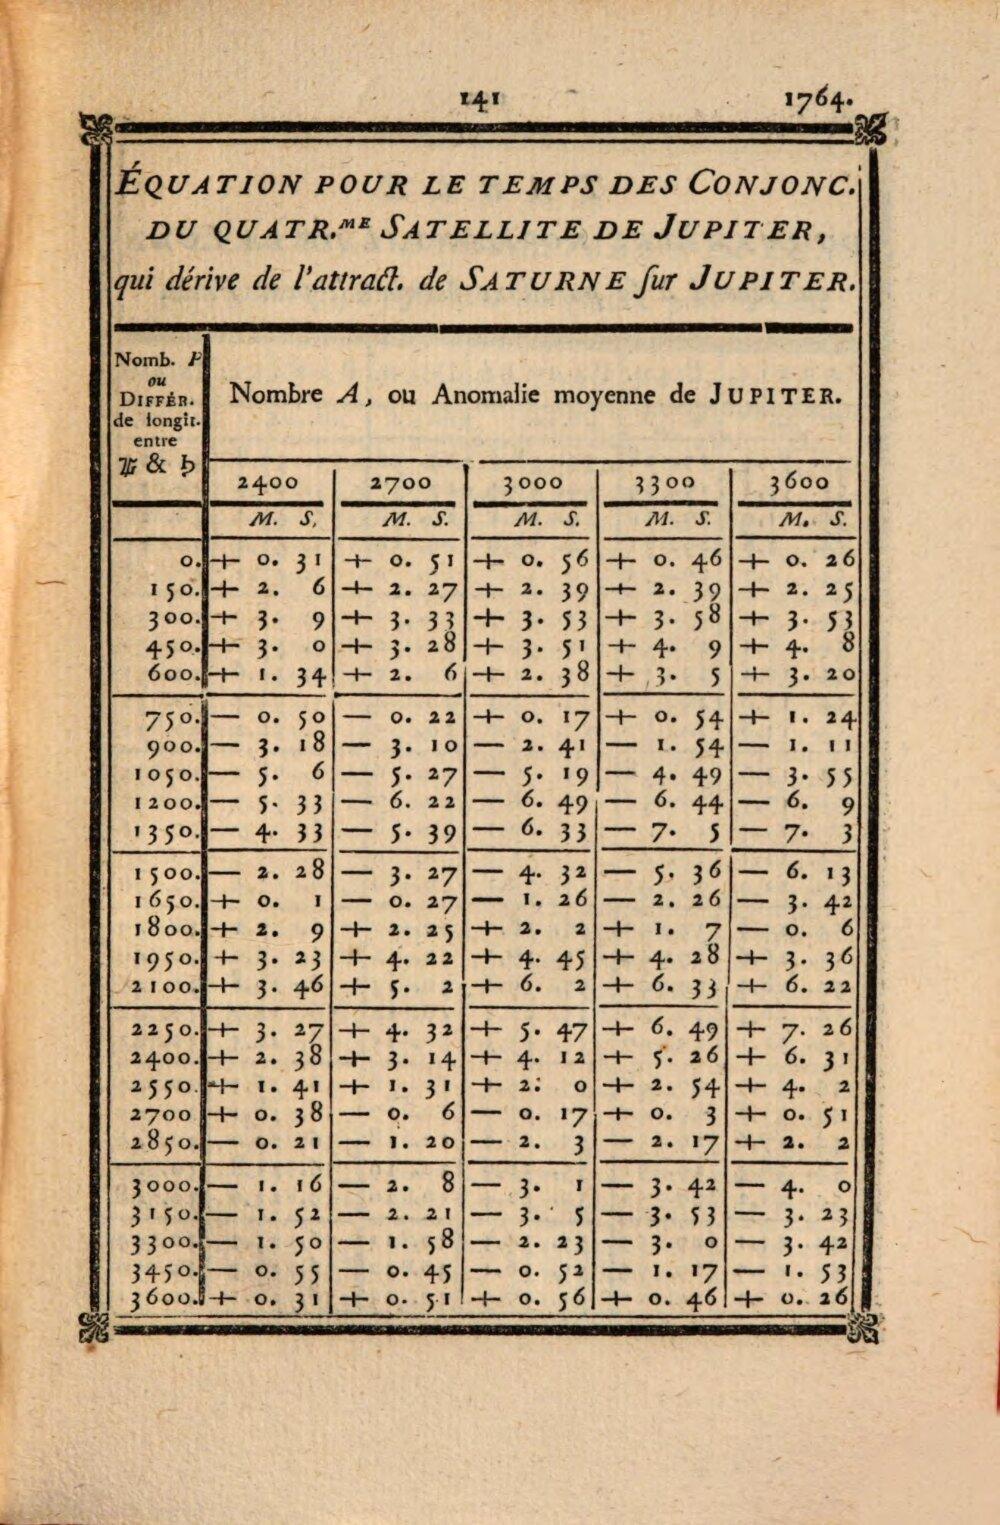 141 1764.
ÉQUATION POUR LE TEMPS DES CONJONC.
DU QUATR.ME SATELLITE DE JUPITER,
qui dérive de l'attract. de SATURNE ſur JUPITER.
Nomb. P
ou
DIFFÉR.
de longit.
entre
♃ & ♄
Nombre A, ou Anomalie moyenne de JUPITER.
2400 2700 3000 3300 3600
M. S. M. S. M. S. M. S. M. S.
0. + 0. 31 + 0. 51 + 0. 56 + 0. 46 + 0. 26
150. + 2. 6 + 2. 27 + 2. 39 + 2. 39 + 2. 25
300. + 3. 9 + 3. 33 + 3. 53 + 3. 58 + 3. 53
450. + 3. 0 + 3. 28 + 3. 51 + 4. 9 + 4. 8
600. + 1. 34 + 2. 6 + 2. 38 + 3. 5 + 3. 20
750. — 0. 50 — 0. 22 + 0. 17 + 0. 54 + 1. 24
900. — 3. 18 — 3. 10 — 2. 41 — 1. 54 — 1. 11
1050. — 5. 6 — 5. 27 — 5. 19 — 4. 49 — 3. 55
1200. — 5. 33 — 6. 22 — 6. 49 — 6. 44 — 6. 9
1350. — 4. 33 — 5. 39 — 6. 33 — 7. 5 — 7. 3
1500. — 2. 28 — 3. 27 — 4. 32 — 5. 36 — 6. 13
1650. + 0. 1 — 0. 27 — 1. 26 — 2. 26 — 3. 42
1800. + 2. 9 + 2. 25 + 2. 2 + 1. 7 — 0. 6
1950. + 3. 23 + 4. 22 + 4. 45 + 4. 28 + 3. 36
2100. + 3. 46 + 5. 2 + 6. 2 + 6. 33 + 6. 22
2250. + 3. 27 + 4. 32 + 5. 47 + 6. 49 + 7. 26
2400. + 2. 38 + 3. 14 + 4. 12 + 5. 26 + 6. 31
2550. + 1. 41 + 1. 31 + 2. 0 + 2. 54 + 4. 2
2700 + 0. 38 — 0. 6 — 0. 17 + 0. 3 + 0. 51
2850. — 0. 21 — 1. 20 — 2. 3 — 2. 17 + 2. 2
3000. — 1. 16 — 2. 8 — 3. 1 — 3. 42 — 4. 0
3150. — 1. 52 — 2. 21 — 3. 5 — 3. 53 — 3. 23
3300. — 1. 50 — 1. 58 — 2. 23 — 3. 0 — 3. 42
3450. — 0. 55 — 0. 45 — 0. 52 — 1. 17 — 1. 53
3600. + 0. 31 + 0. 51 + 0. 56 + 0. 46 + 0. 26